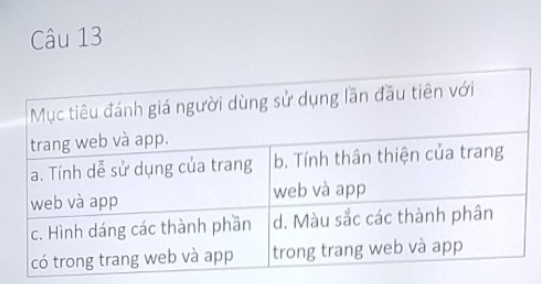 Câu 13
Mục tiêu đánh giá người dùng sử dụng lần đầu tiên với
trang web và app.
a. Tính dễ sử dụng của trang
web và app
b. Tính thân thiện của trang
web và app
c. Hình dáng các thành phần
có trong trang web và app
d. Màu sắc các thành phân
trong trang web và app